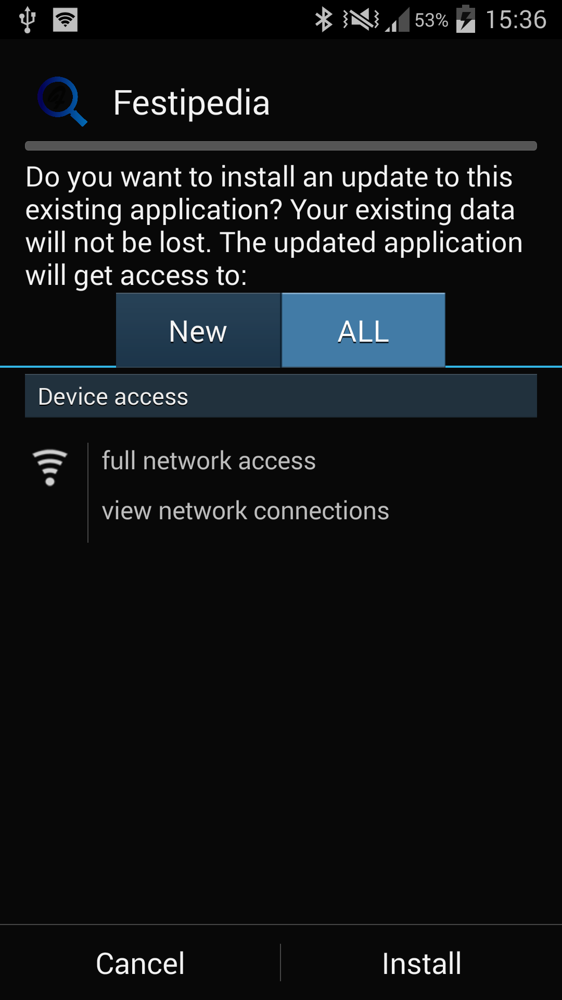 53% 15:36
Festipedia
Do you want to install an update to this
existing application? Your existing data
will not be lost. The updated application
will get access to:
New ALL
Device access
full network access
view network connections
Cancel Install